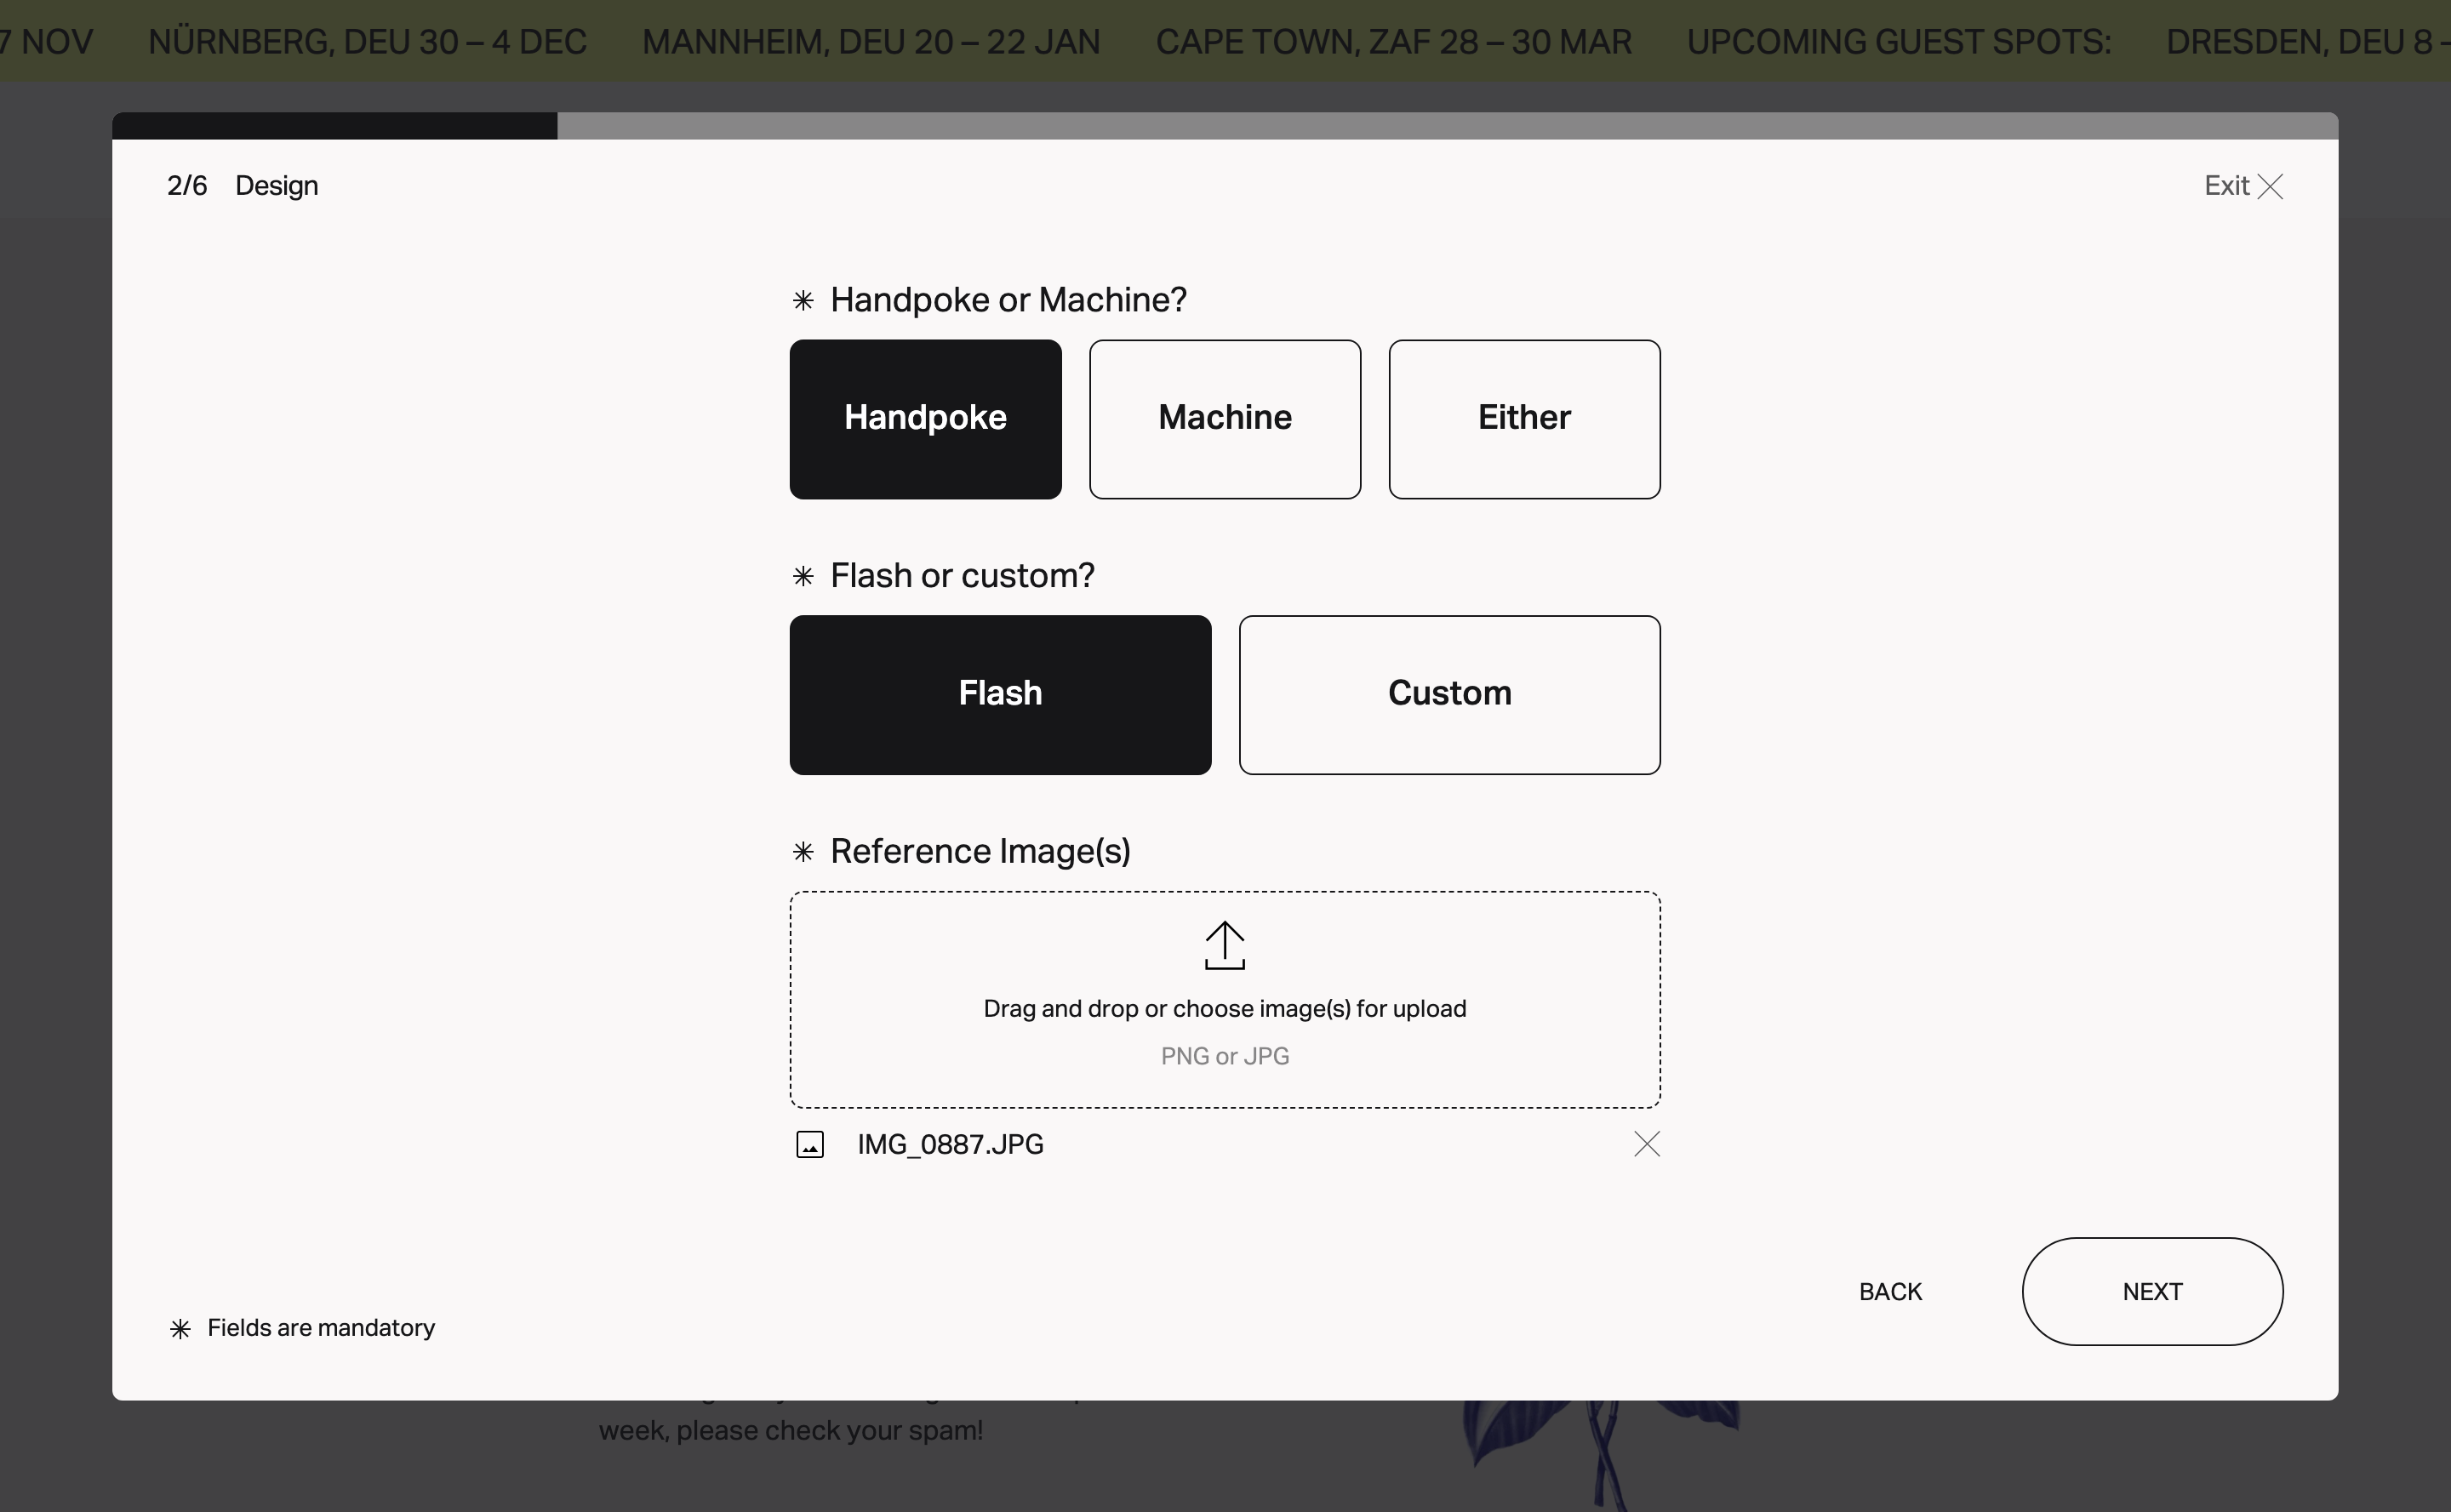 7 NOV NÜRNBERG, DEU 30 – 4 DEC MANNHEIM, DEU 20 – 22 JAN CAPE TOWN, ZAF 28 – 30 MAR UPCOMING GUEST SPOTS: DRESDEN, DEU 8 –
2/6 Design
Exit
Handpoke or Machine?
Handpoke
Machine
Either
Flash or custom?
Flash
Custom
Reference Image(s)
Drag and drop or choose image(s) for upload
PNG or JPG
IMG_0887.JPG
BACK
NEXT
Fields are mandatory
week, please check your spam!